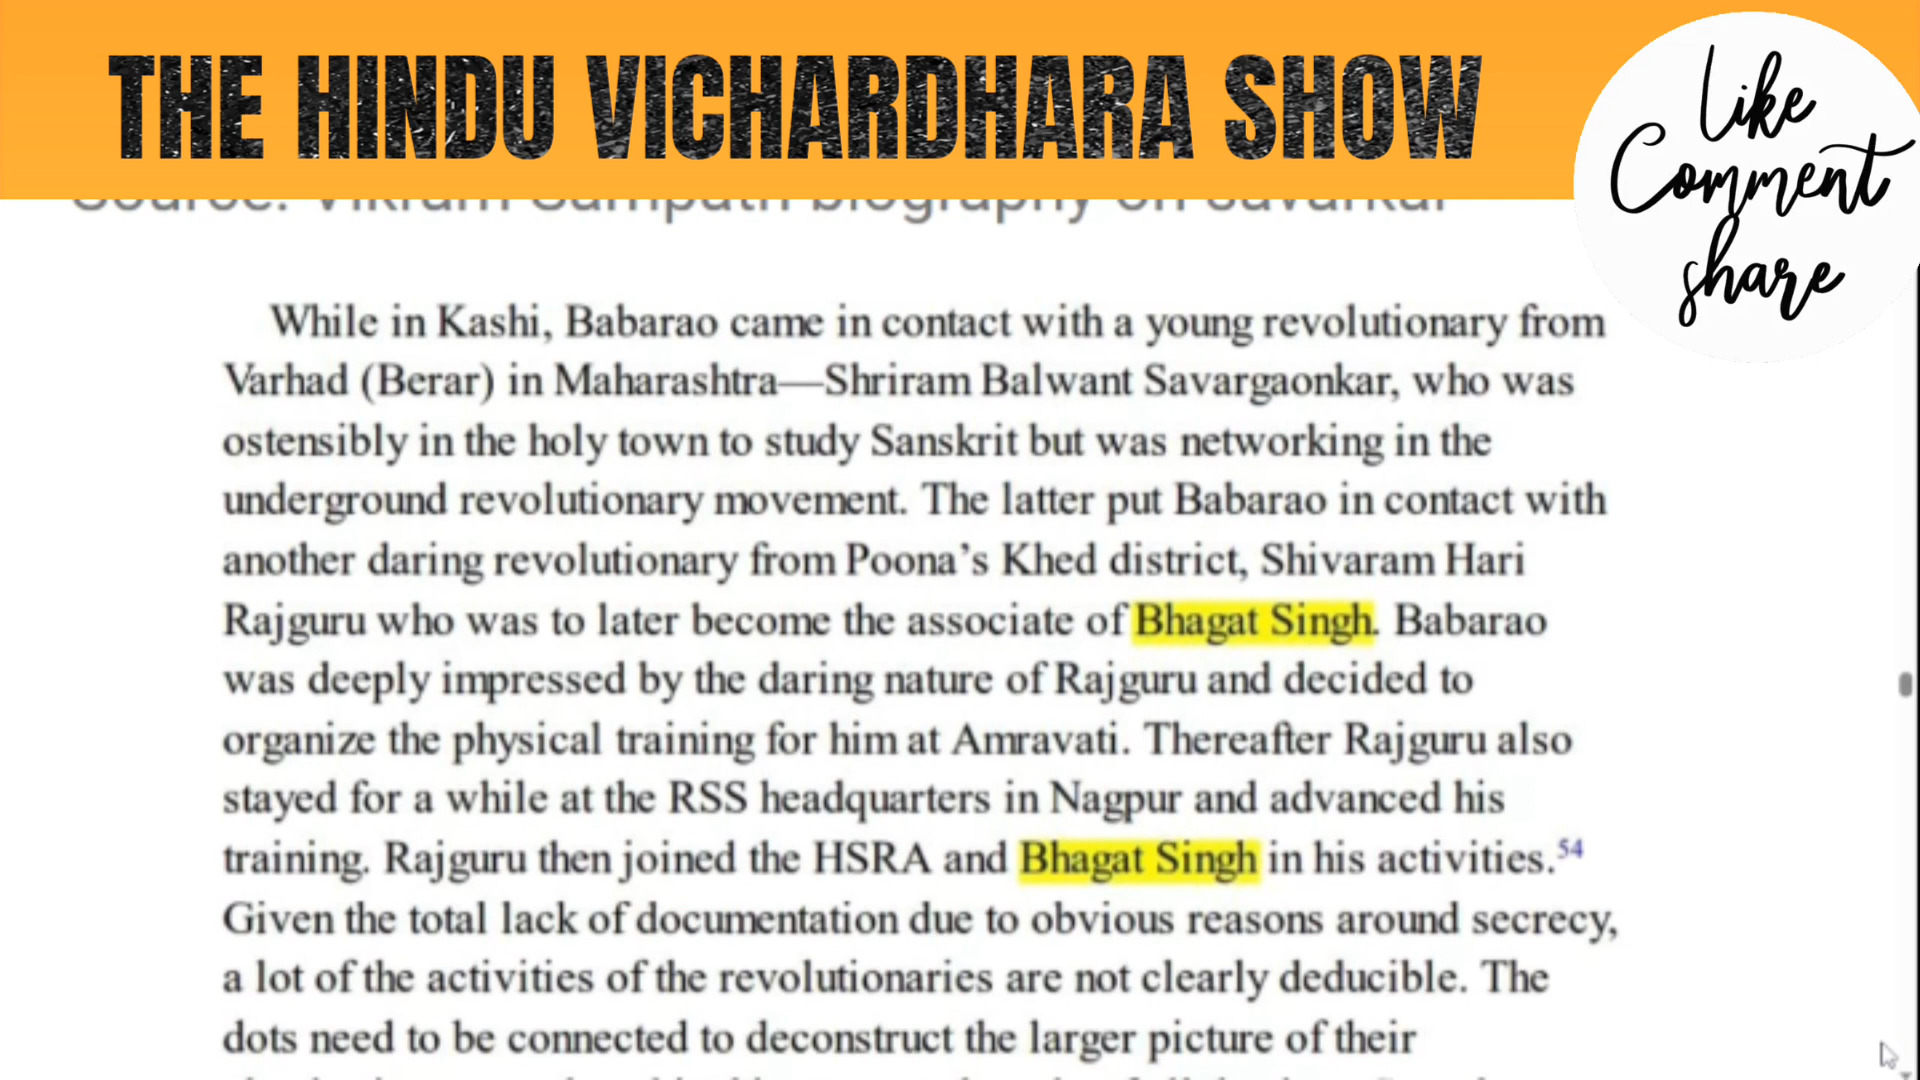 THE HINDU VICHARDHARA SHOW
Like
Comment
share
Source: Vikram Sampath biography on Savarkar
While in Kashi, Babarao came in contact with a young revolutionary from
Varhad (Berar) in Maharashtra—Shriram Balwant Savargaonkar, who was
ostensibly in the holy town to study Sanskrit but was networking in the
underground revolutionary movement. The latter put Babarao in contact with
another daring revolutionary from Poona’s Khed district, Shivaram Hari
Rajguru who was to later become the associate of Bhagat Singh. Babarao
was deeply impressed by the daring nature of Rajguru and decided to
organize the physical training for him at Amravati. Thereafter Rajguru also
stayed for a while at the RSS headquarters in Nagpur and advanced his
training. Rajguru then joined the HSRA and Bhagat Singh in his activities.54
Given the total lack of documentation due to obvious reasons around secrecy,
a lot of the activities of the revolutionaries are not clearly deducible. The
dots need to be connected to deconstruct the larger picture of their